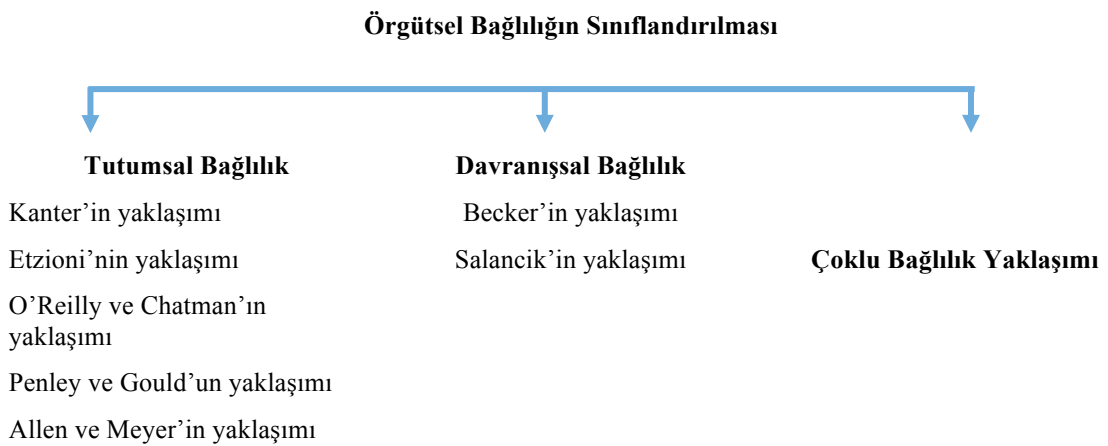 Örgütsel Bağlılığın Sınıflandırılması
Tutumsal Bağlılık
Kanter’in yaklaşımı
Etzioni’nin yaklaşımı
O’Reilly ve Chatman’ın
yaklaşımı
Penley ve Gould’un yaklaşımı
Allen ve Meyer’in yaklaşımı
Davranışsal Bağlılık
Becker’in yaklaşımı
Salancik’in yaklaşımı
Çoklu Bağlılık Yaklaşımı